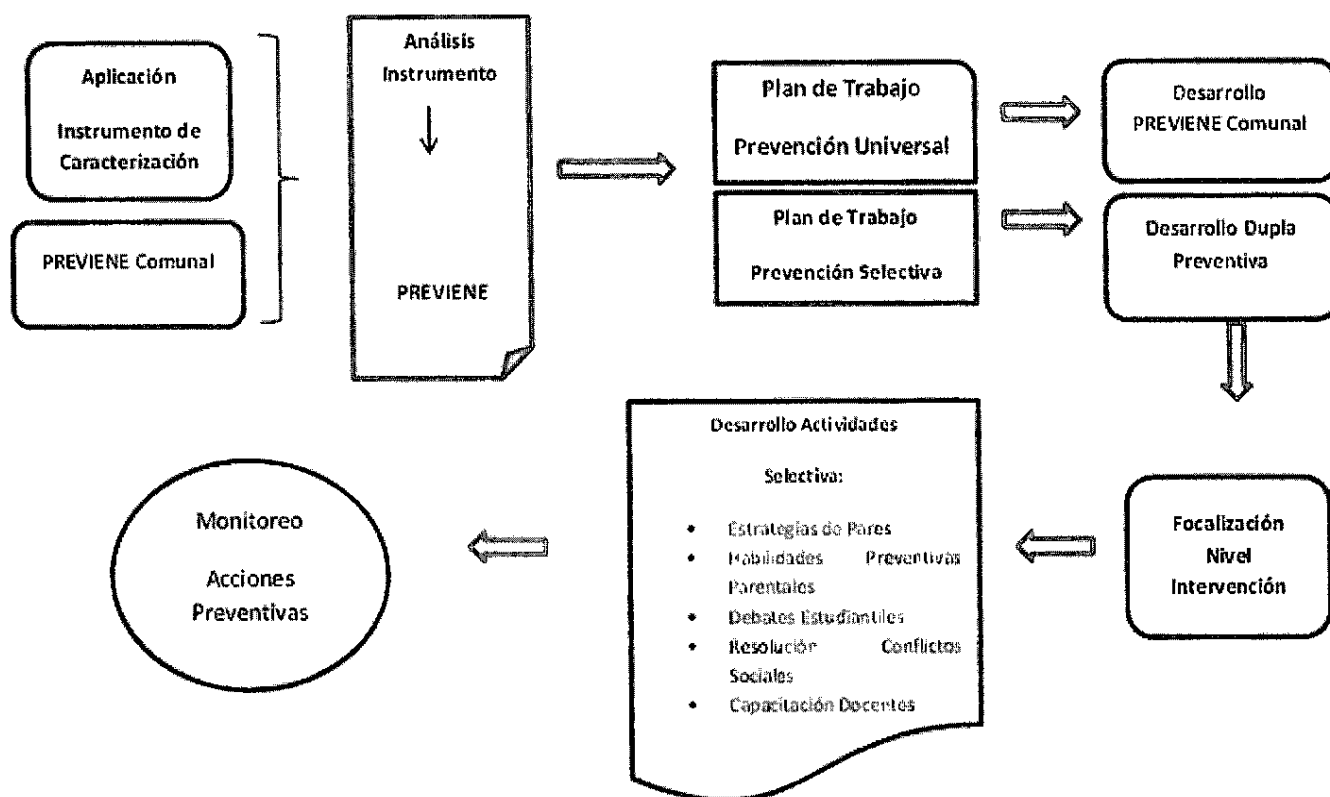 Aplicación
Instrumento de
Caracterización
PREVIENE Comunal
Análisis
Instrumento
PREVIENE
Plan de Trabajo
Prevención Universal
Plan de Trabajo
Prevención Selectiva
Desarrollo
PREVIENE Comunal
Desarrollo Dupla
Preventiva
Focalización
Nivel
Intervención
Desarrollo Actividades
Selectiva:
• Estrategias de Pares
• Habilidades Preventivas
Parentales
• Debates Estudiantiles
• Resolución Conflictos
Sociales
• Capacitación Docentes
Monitoreo
Acciones
Preventivas